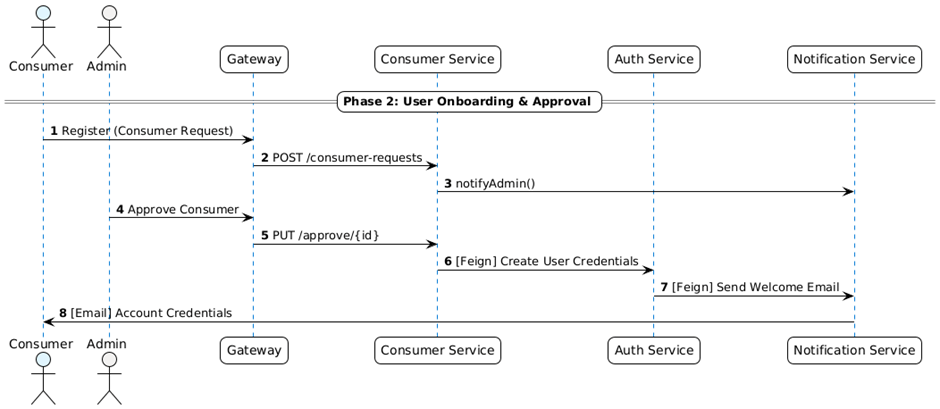 Consumer Admin Gateway Consumer Service Auth Service Notification Service
Phase 2: User Onboarding & Approval
1 Register (Consumer Request)
2 POST /consumer-requests
3 notifyAdmin()
4 Approve Consumer
5 PUT /approve/{id}
6 [Feign] Create User Credentials
7 [Feign] Send Welcome Email
8 [Email] Account Credentials
Consumer Admin Gateway Consumer Service Auth Service Notification Service